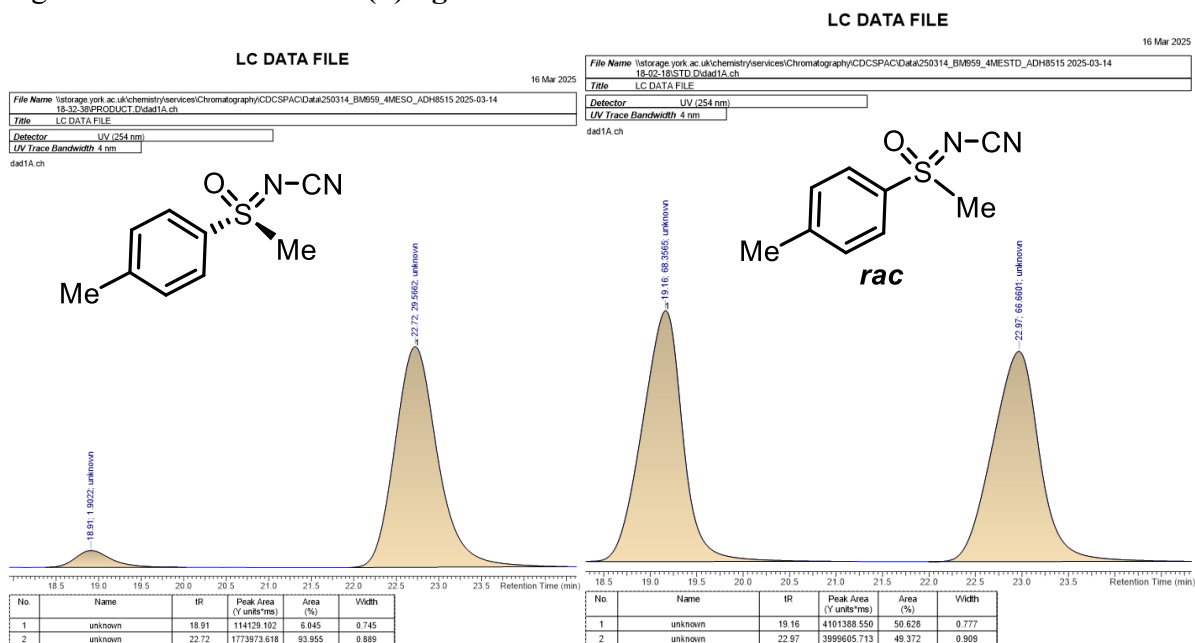 LC DATA FILE
16 Mar 2025
File Name \\storage.york.ac.uk\chemistry\services\Chromatography\CDCSPAC\Data\250314_BM959_4MESO_ADH8515 2025-03-14
18-32-38\PRODUCT.D\dad1A.ch
Title LC DATA FILE
Detector UV (254 nm)
UV Trace Bandwidth 4 nm
dad1A.ch
O N–CN
S
Me
Me
18.91; 1.9022; unknown
22.72; 29.5662; unknown
18.5 19.0 19.5 20.0 20.5 21.0 21.5 22.0 22.5 23.0 23.5 Retention Time (min)
No. Name tR Peak Area (Y units*ms) Area (%) Width
1 unknown 18.91 114129.102 6.045 0.745
2 unknown 22.72 1773973.618 93.955 0.889
LC DATA FILE
16 Mar 2025
File Name \\storage.york.ac.uk\chemistry\services\Chromatography\CDCSPAC\Data\250314_BM959_4MESTD_ADH8515 2025-03-14
18-02-18\STD.D\dad1A.ch
Title LC DATA FILE
Detector UV (254 nm)
UV Trace Bandwidth 4 nm
dad1A.ch
O N–CN
S
Me
Me
rac
19.16; 68.3565; unknown
22.97; 66.6601; unknown
18.5 19.0 19.5 20.0 20.5 21.0 21.5 22.0 22.5 23.0 23.5 Retention Time (min)
No. Name tR Peak Area (Y units*ms) Area (%) Width
1 unknown 19.16 4101388.550 50.628 0.777
2 unknown 22.97 3999605.713 49.372 0.909